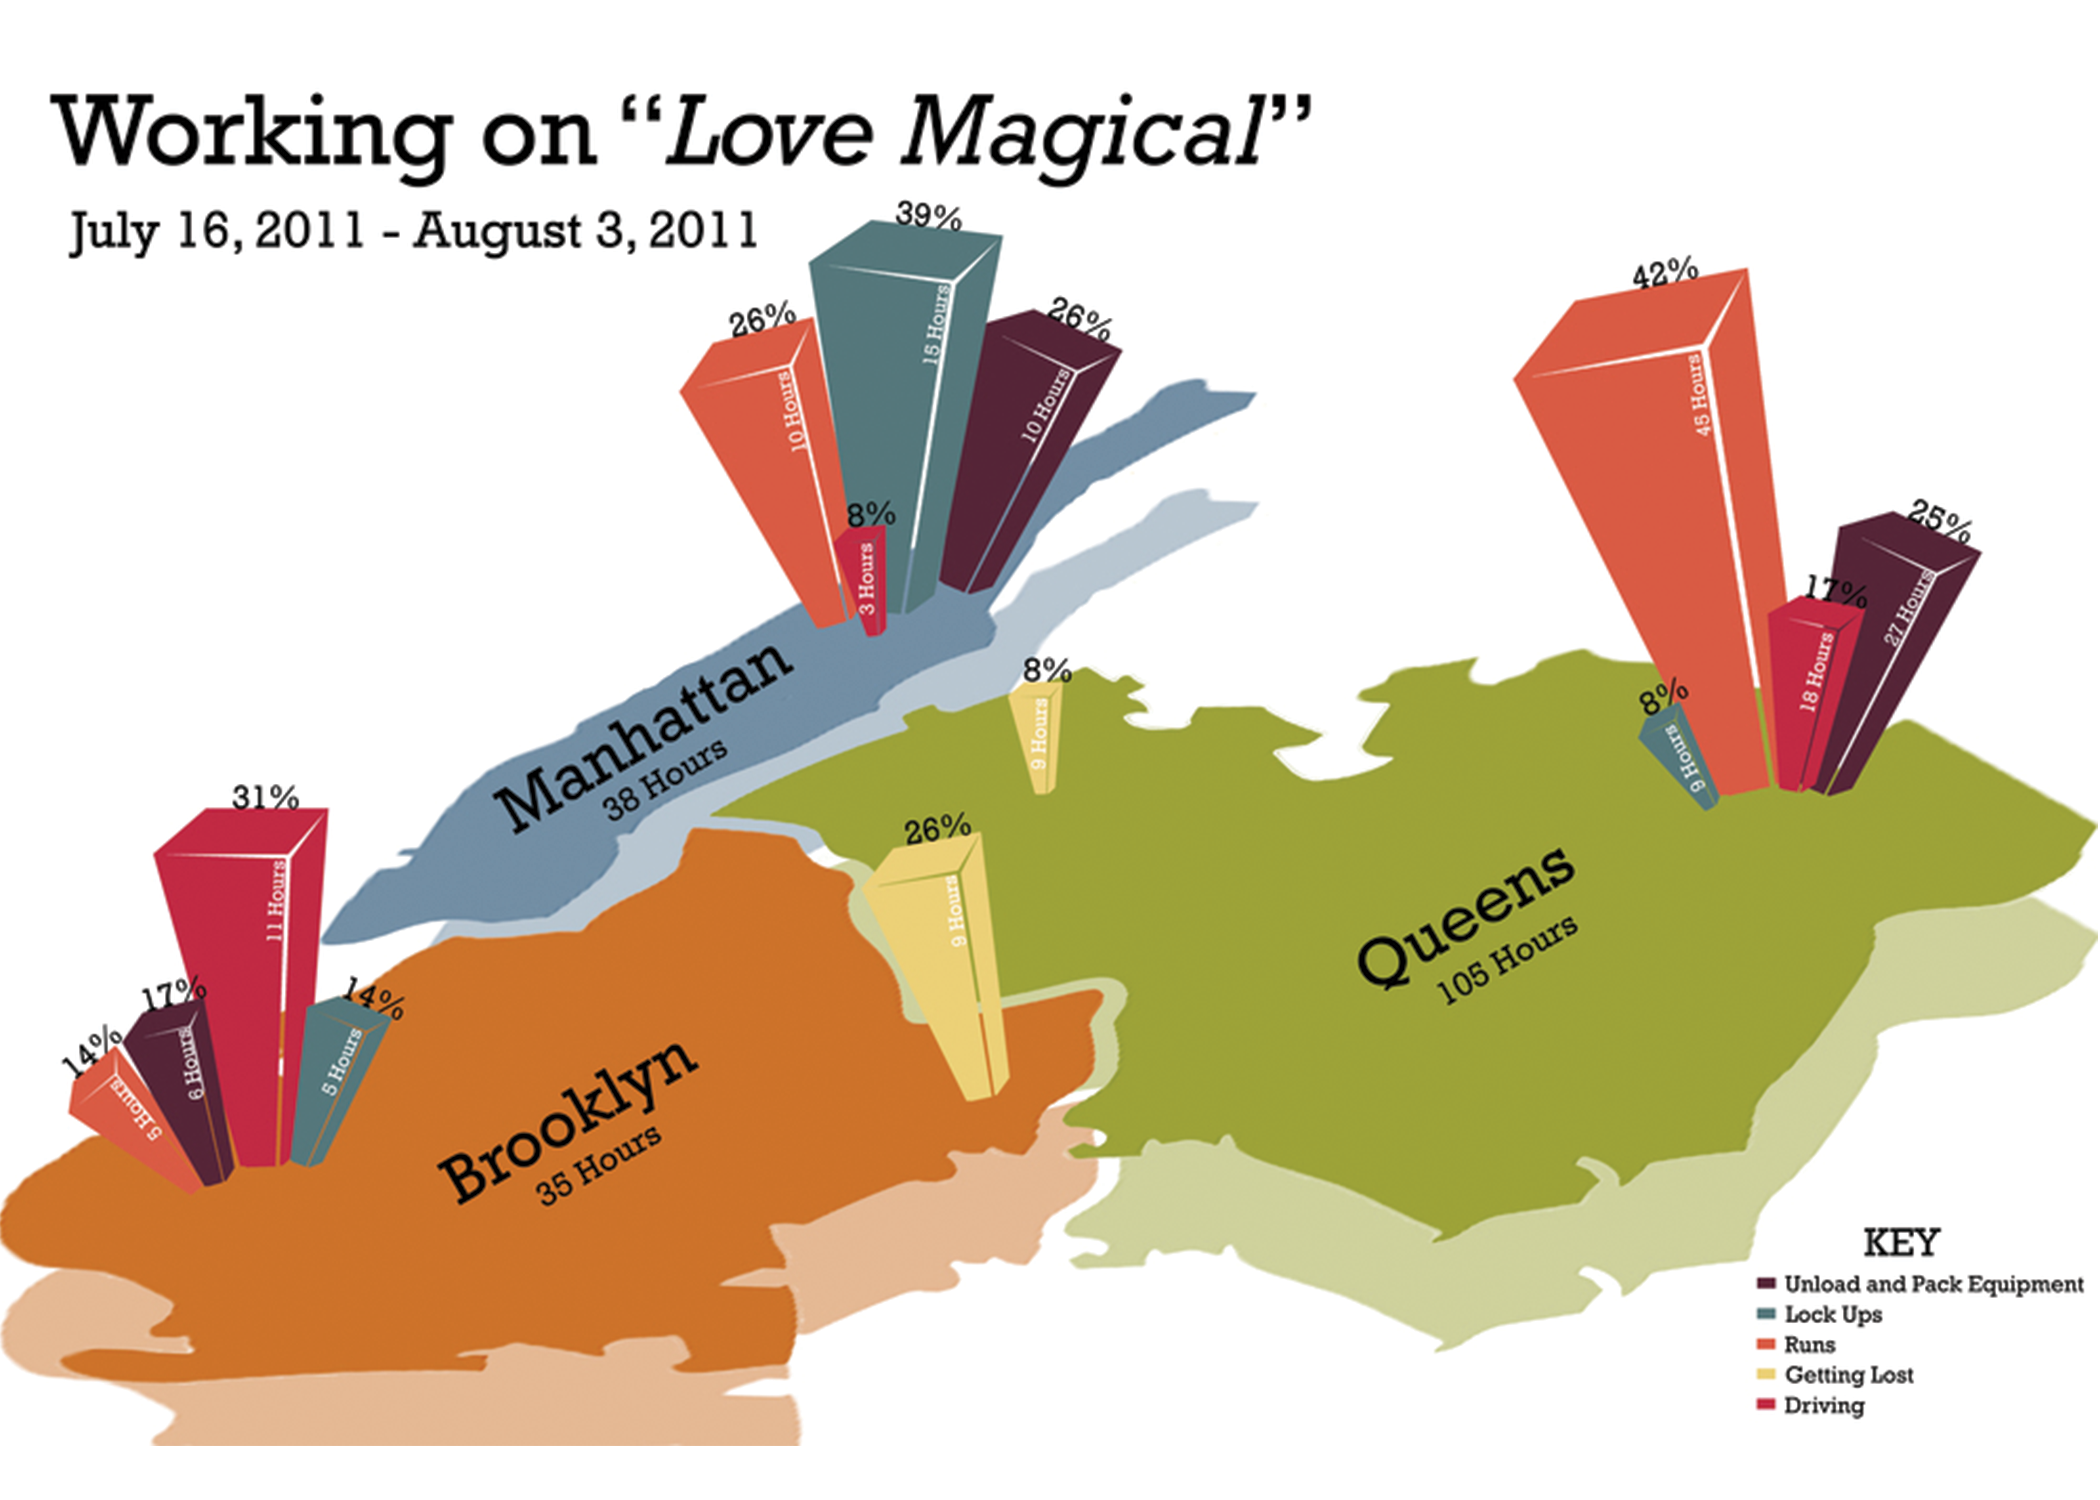 Working on “Love Magical”
July 16, 2011 - August 3, 2011
39%
15 Hours
26%
10 Hours
26%
10 Hours
8%
3 Hours
Manhattan
38 Hours
42%
45 Hours
25%
27 Hours
17%
18 Hours
8%
9 Hours
8%
9 Hours
Queens
105 Hours
26%
9 Hours
31%
11 Hours
17%
6 Hours
14%
5 Hours
14%
5 Hours
Brooklyn
35 Hours
KEY
Unload and Pack Equipment
Lock Ups
Runs
Getting Lost
Driving